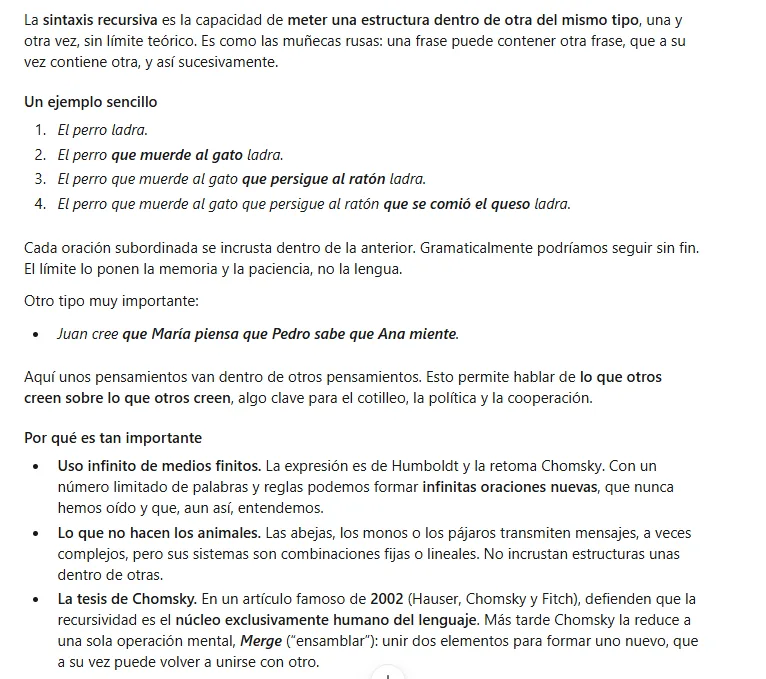 La sintaxis recursiva es la capacidad de meter una estructura dentro de otra del mismo tipo, una y
otra vez, sin límite teórico. Es como las muñecas rusas: una frase puede contener otra frase, que a su
vez contiene otra, y así sucesivamente.
Un ejemplo sencillo
1. El perro ladra.
2. El perro que muerde al gato ladra.
3. El perro que muerde al gato que persigue al ratón ladra.
4. El perro que muerde al gato que persigue al ratón que se comió el queso ladra.
Cada oración subordinada se incrusta dentro de la anterior. Gramaticalmente podríamos seguir sin fin.
El límite lo ponen la memoria y la paciencia, no la lengua.
Otro tipo muy importante:
• Juan cree que María piensa que Pedro sabe que Ana miente.
Aquí unos pensamientos van dentro de otros pensamientos. Esto permite hablar de lo que otros
creen sobre lo que otros creen, algo clave para el cotilleo, la política y la cooperación.
Por qué es tan importante
• Uso infinito de medios finitos. La expresión es de Humboldt y la retoma Chomsky. Con un
número limitado de palabras y reglas podemos formar infinitas oraciones nuevas, que nunca
hemos oído y que, aun así, entendemos.
• Lo que no hacen los animales. Las abejas, los monos o los pájaros transmiten mensajes, a veces
complejos, pero sus sistemas son combinaciones fijas o lineales. No incrustan estructuras unas
dentro de otras.
• La tesis de Chomsky. En un artículo famoso de 2002 (Hauser, Chomsky y Fitch), defienden que la
recursividad es el núcleo exclusivamente humano del lenguaje. Más tarde Chomsky la reduce a
una sola operación mental, Merge (“ensamblar”): unir dos elementos para formar uno nuevo, que
a su vez puede volver a unirse con otro.